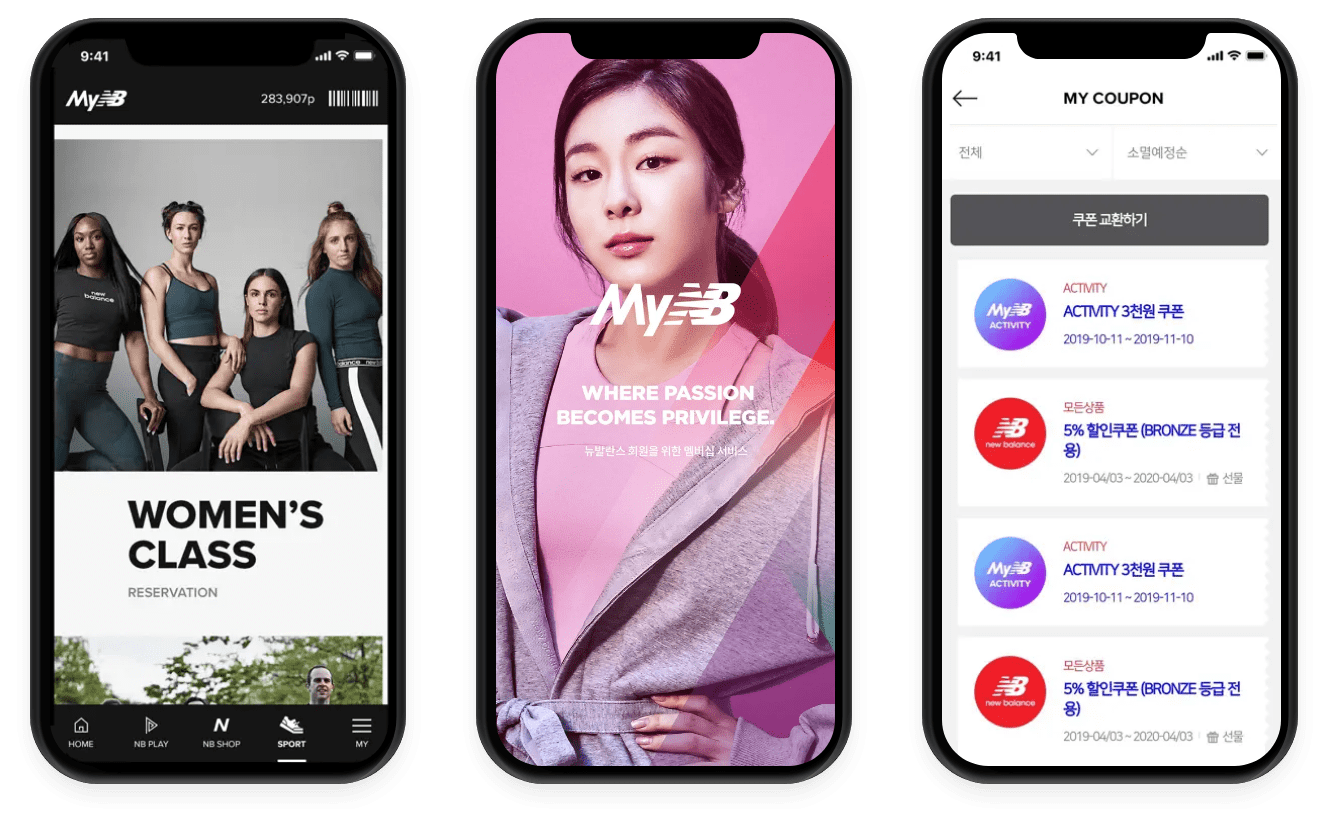 9:41
MyNB
283,907p
new
balance
WOMEN'S
CLASS
RESERVATION
HOME
NB PLAY
NB SHOP
SPORT
MY
MyNB
WHERE PASSION
BECOMES PRIVILEGE.
뉴발란스 회원을 위한 멤버십 서비스
9:41
MY COUPON
전체
소멸예정순
쿠폰 교환하기
MyNB
ACTIVITY
ACTIVITY
ACTIVITY 3천원 쿠폰
2019-10-11 ~ 2019-11-10
NB
new balance
모든상품
5% 할인쿠폰 (BRONZE 등급 전
용)
2019-04/03 ~ 2020-04/03 선물
MyNB
ACTIVITY
ACTIVITY
ACTIVITY 3천원 쿠폰
2019-10-11 ~ 2019-11-10
NB
new balance
모든상품
5% 할인쿠폰 (BRONZE 등급 전
용)
2019-04/03 ~ 2020-04/03 선물